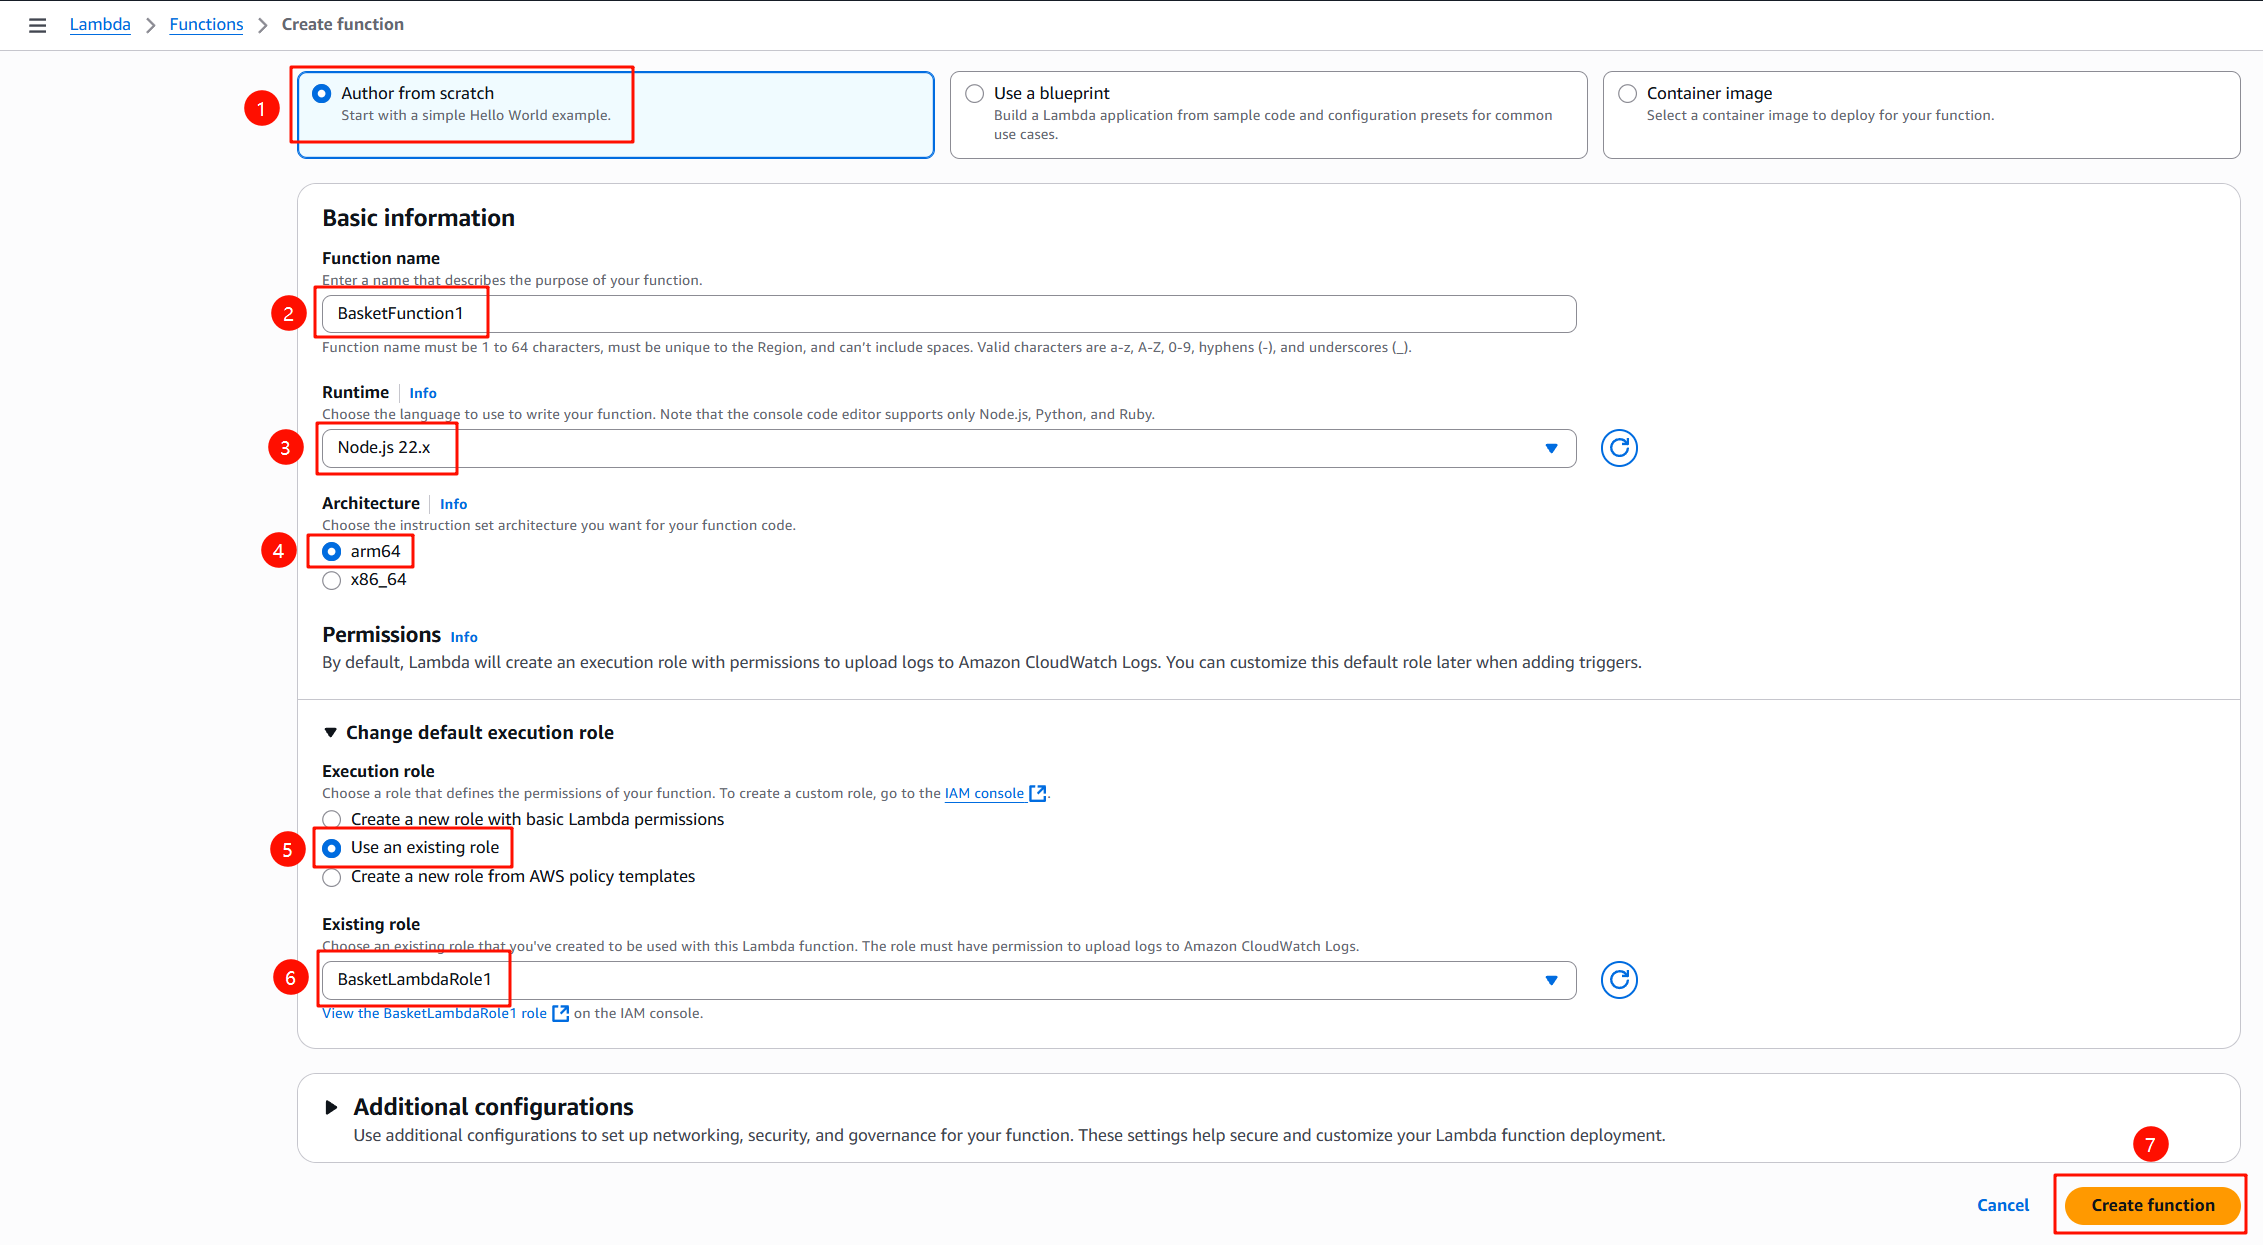 Lambda > Functions > Create function
1
Author from scratch
Start with a simple Hello World example.
Use a blueprint
Build a Lambda application from sample code and configuration presets for common
use cases.
Container image
Select a container image to deploy for your function.
Basic information
Function name
Enter a name that describes the purpose of your function.
2
BasketFunction1
Function name must be 1 to 64 characters, must be unique to the Region, and can't include spaces. Valid characters are a-z, A-Z, 0-9, hyphens (-), and underscores (_).
Runtime | Info
Choose the language to use to write your function. Note that the console code editor supports only Node.js, Python, and Ruby.
3
Node.js 22.x
Architecture | Info
Choose the instruction set architecture you want for your function code.
4
arm64
x86_64
Permissions Info
By default, Lambda will create an execution role with permissions to upload logs to Amazon CloudWatch Logs. You can customize this default role later when adding triggers.
Change default execution role
Execution role
Choose a role that defines the permissions of your function. To create a custom role, go to the IAM console.
Create a new role with basic Lambda permissions
5
Use an existing role
Create a new role from AWS policy templates
Existing role
Choose an existing role that you've created to be used with this Lambda function. The role must have permission to upload logs to Amazon CloudWatch Logs.
6
BasketLambdaRole1
View the BasketLambdaRole1 role on the IAM console.
Additional configurations
Use additional configurations to set up networking, security, and governance for your function. These settings help secure and customize your Lambda function deployment.
7
Cancel
Create function